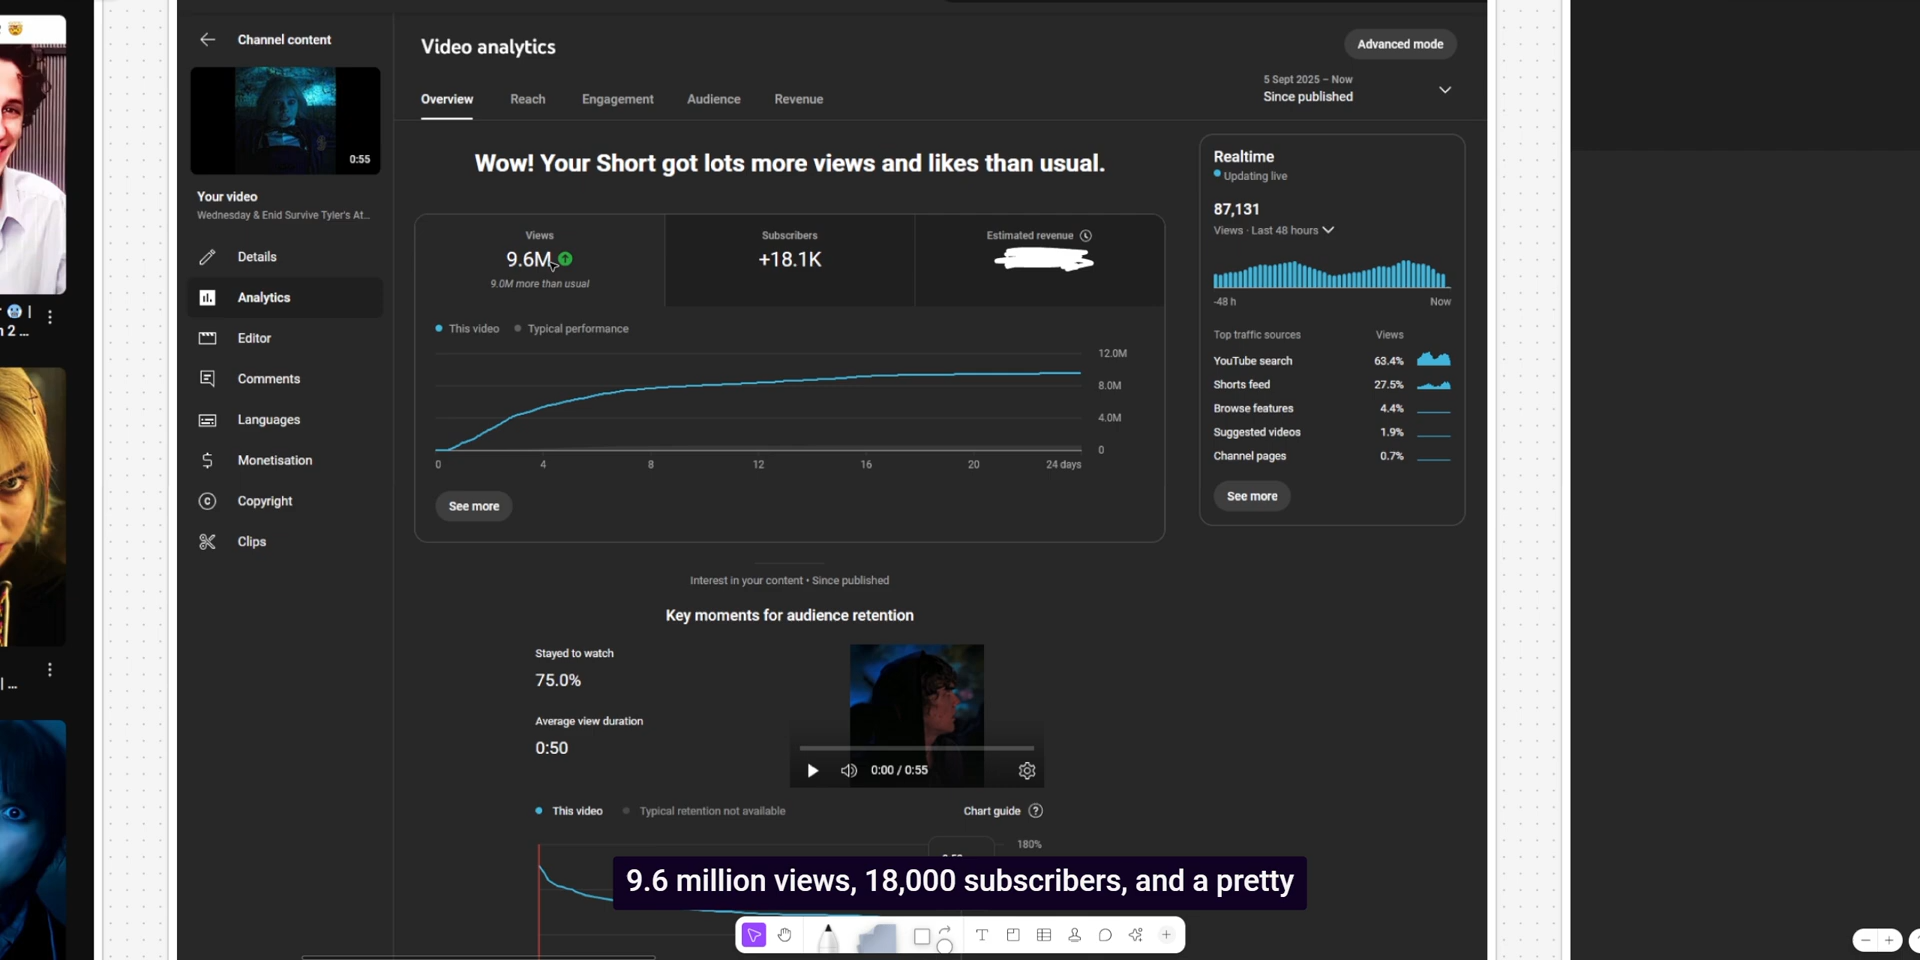 Channel content
0:55
Your video
Wednesday & Enid Survive Tyler's At...
Details
Analytics
Editor
Comments
Languages
Monetisation
Copyright
Clips
Video analytics
Advanced mode
5 Sept 2025 – Now
Since published
Overview
Reach
Engagement
Audience
Revenue
Wow! Your Short got lots more views and likes than usual.
Views
9.6M
9.0M more than usual
Subscribers
+18.1K
Estimated revenue
This video
Typical performance
12.0M
8.0M
4.0M
0
0
4
8
12
16
20
24 days
See more
Realtime
Updating live
87,131
Views · Last 48 hours
-48 h
Now
Top traffic sources
Views
YouTube search
63.4%
Shorts feed
27.5%
Browse features
4.4%
Suggested videos
1.9%
Channel pages
0.7%
See more
Interest in your content • Since published
Key moments for audience retention
Stayed to watch
75.0%
Average view duration
0:50
0:00 / 0:55
This video
Typical retention not available
Chart guide
180%
9.6 million views, 18,000 subscribers, and a pretty